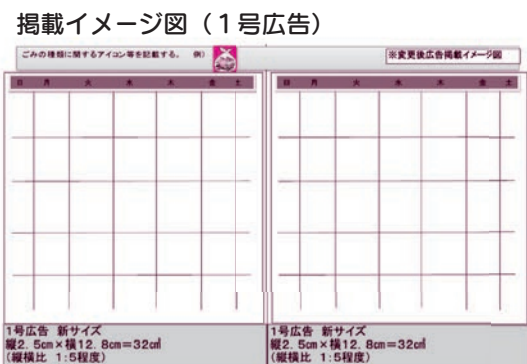 掲載イメージ図（１号広告）
ごみの種類に関するアイコン等を記載する。 例）
※変更後広告掲載イメージ図
日 月 火 水 木 金 土
日 月 火 水 木 金 土
1号広告 新サイズ
縦2.5cm×横12.8cm=32c㎡
(縦横比 1:5程度)
1号広告 新サイズ
縦2.5cm×横12.8cm=32c㎡
(縦横比 1:5程度)